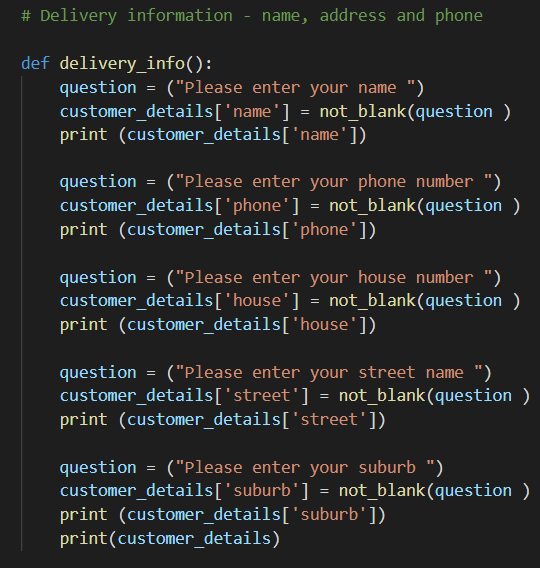 # Delivery information - name, address and phone
def delivery_info():
question = ("Please enter your name ")
customer_details['name'] = not_blank(question )
print (customer_details['name'])
question = ("Please enter your phone number ")
customer_details['phone'] = not_blank(question )
print (customer_details['phone'])
question = ("Please enter your house number ")
customer_details['house'] = not_blank(question )
print (customer_details['house'])
question = ("Please enter your street name ")
customer_details['street'] = not_blank(question )
print (customer_details['street'])
question = ("Please enter your suburb ")
customer_details['suburb'] = not_blank(question )
print (customer_details['suburb'])
print(customer_details)